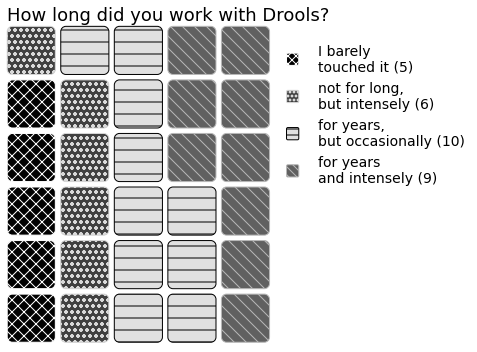 How long did you work with Drools?
I barely
touched it (5)
not for long,
but intensely (6)
for years,
but occasionally (10)
for years
and intensely (9)